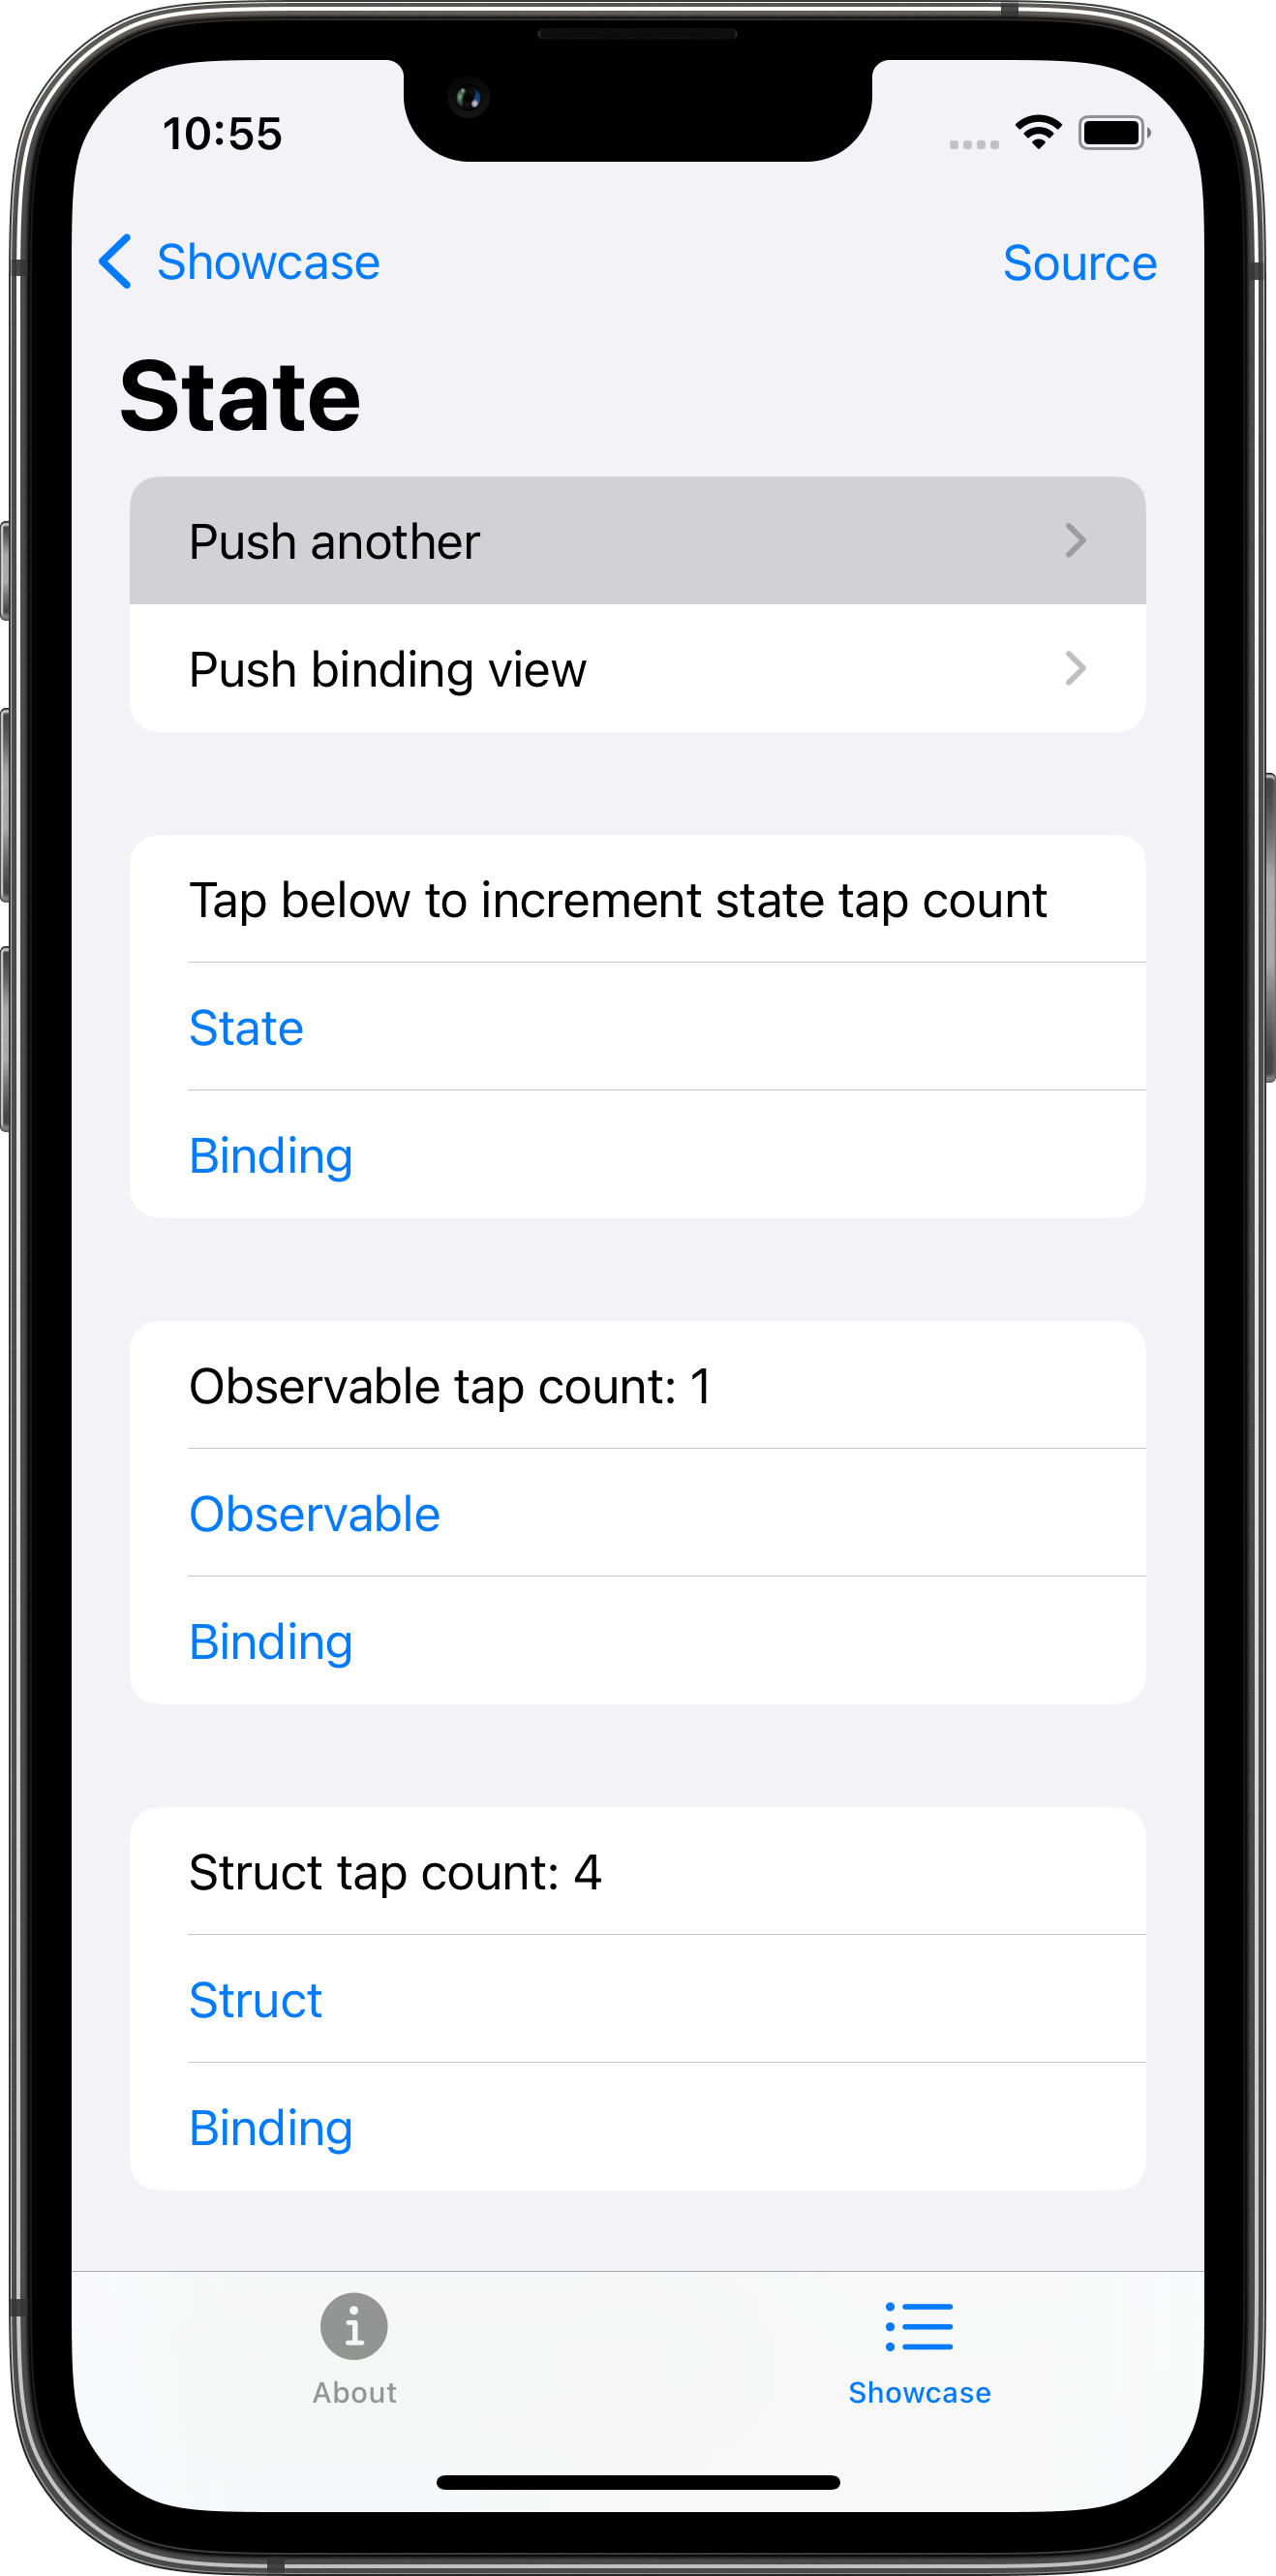 10:55
Showcase
Source
State
Push another
Push binding view
Tap below to increment state tap count
State
Binding
Observable tap count: 1
Observable
Binding
Struct tap count: 4
Struct
Binding
About
Showcase